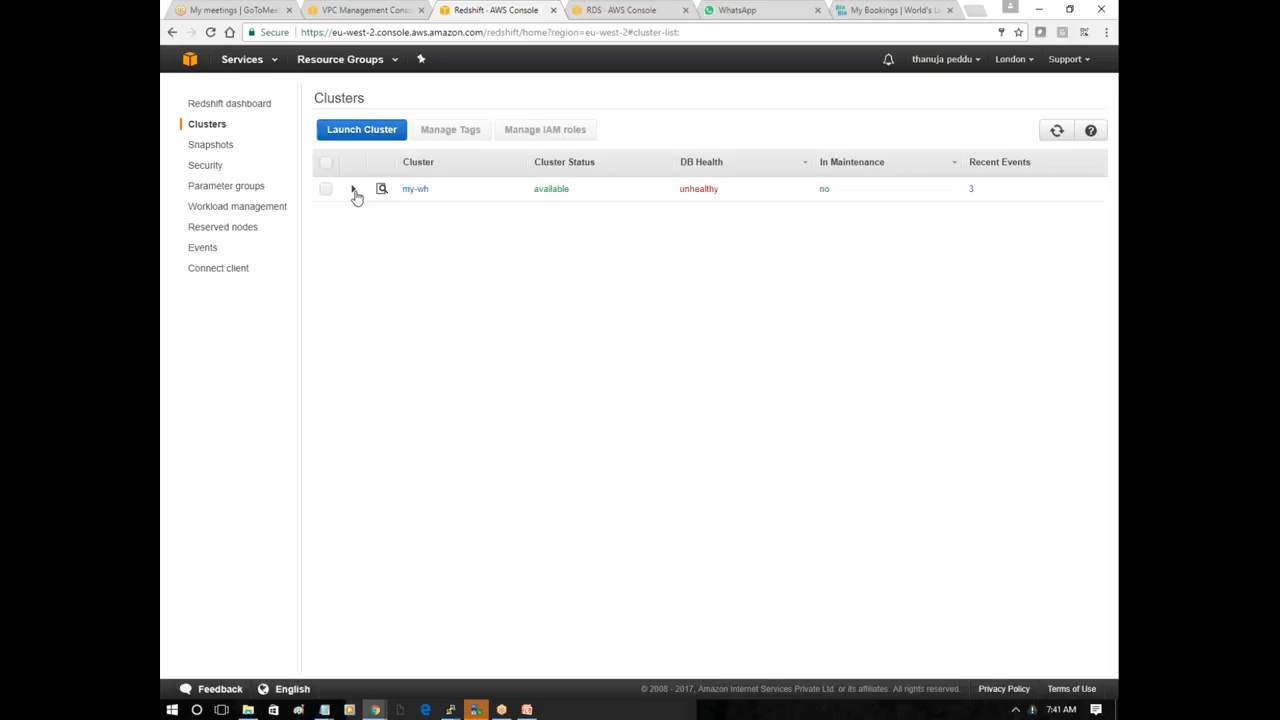 My meetings | GoToMee
VPC Management Conso
Redshift - AWS Console
RDS - AWS Console
WhatsApp
My Bookings | World's L
Secure
https://eu-west-2.console.aws.amazon.com/redshift/home?region=eu-west-2#cluster-list:
Services
Resource Groups
thanuja peddu
London
Support
Redshift dashboard
Clusters
Snapshots
Security
Parameter groups
Workload management
Reserved nodes
Events
Connect client
Clusters
Launch Cluster
Manage Tags
Manage IAM roles
Cluster Cluster Status DB Health In Maintenance Recent Events
my-wh available unhealthy no 3
Feedback
English
© 2008 - 2017, Amazon Internet Services Private Ltd. or its affiliates. All rights reserved.
Privacy Policy
Terms of Use
7:41 AM